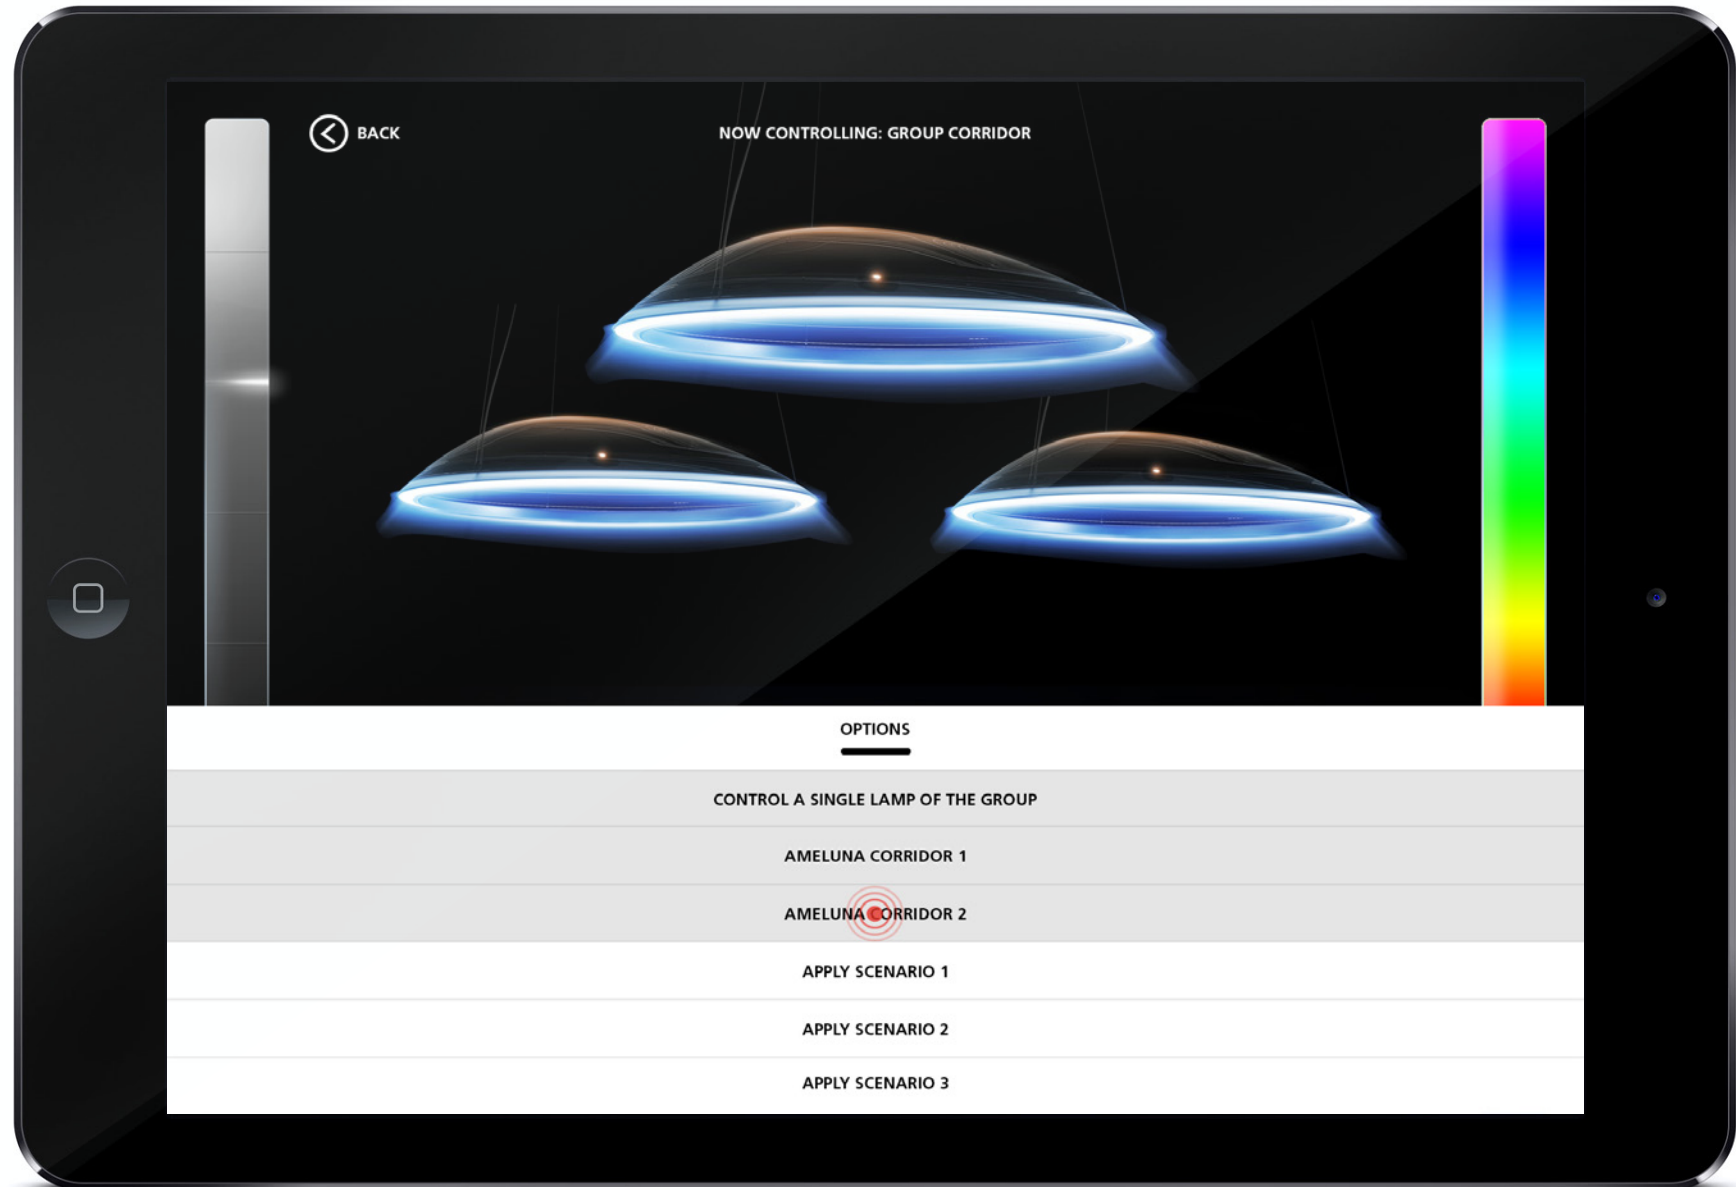 BACK
NOW CONTROLLING: GROUP CORRIDOR
OPTIONS
CONTROL A SINGLE LAMP OF THE GROUP
AMELUNA CORRIDOR 1
AMELUNA CORRIDOR 2
APPLY SCENARIO 1
APPLY SCENARIO 2
APPLY SCENARIO 3